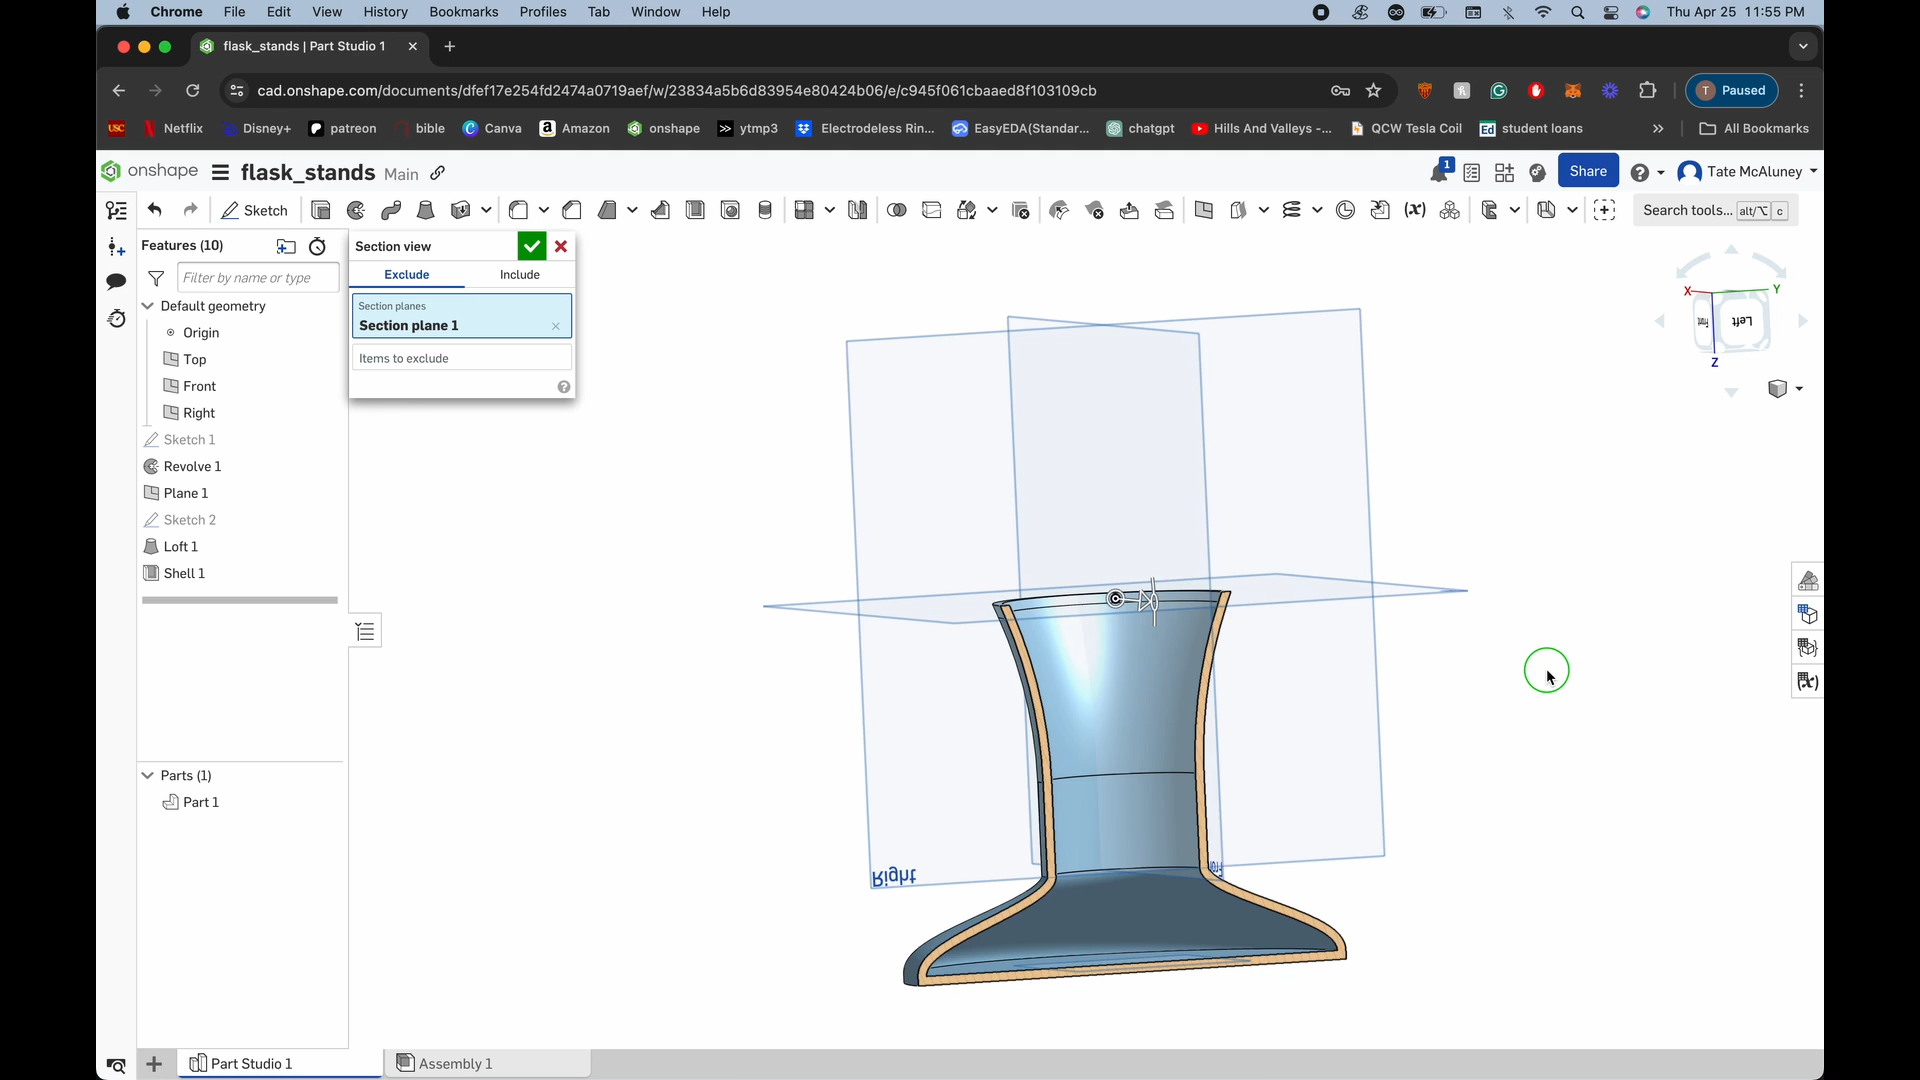 Chrome File Edit View History Bookmarks Profiles Tab Window Help Thu Apr 25 11:55 PM
flask_stands | Part Studio 1
cad.onshape.com/documents/dfef17e254fd2474a0719aef/w/23834a5b6d83954e80424b06/e/c945f061cbaaed8f103109cb T Paused
USC Netflix Disney+ patreon bible Canva Amazon onshape ytmp3 Electrodeless Rin... EasyEDA(Standar... chatgpt Hills And Valleys -... QCW Tesla Coil Ed student loans All Bookmarks
onshape flask_stands Main 1 Share Tate McAluney
Sketch Search tools... alt/⌥ c
Features (10)
Filter by name or type
Default geometry
Origin
Top
Front
Right
Sketch 1
Revolve 1
Plane 1
Sketch 2
Loft 1
Shell 1
Parts (1)
Part 1
Section view
Exclude Include
Section planes
Section plane 1
Items to exclude
X Y
Front Left
Z
Right
Part Studio 1 Assembly 1